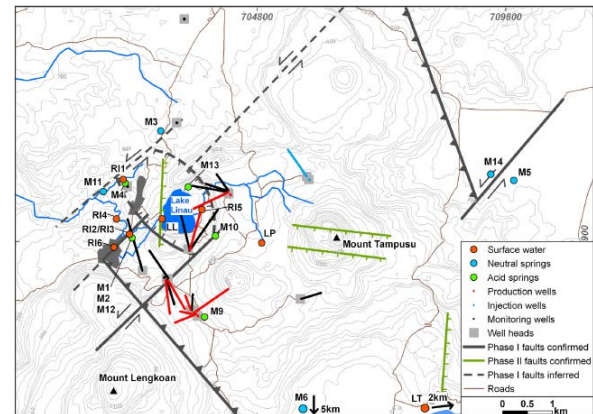 704800
709800
M3
M13
RI1
M11
M4
Lake
Linau
M14
M5
RI4
RI5
RI2/RI3
LL
RI6
M10
LP
Mount Tampusu
900
M1
M2
M12
M9
Mount Lengkoan
M6
5km
LT
2km
Surface water
Neutral springs
Acid springs
Production wells
Injection wells
Monitoring wells
Well heads
Phase I faults confirmed
Phase II faults confirmed
Phase I faults inferred
Roads
0
0.5
1km